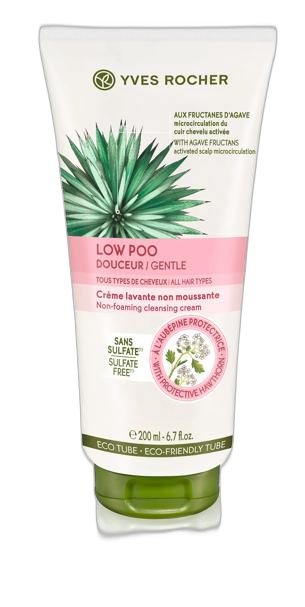 YVES ROCHER
AUX FRUCTANES D'AGAVE
microcirculation du
cuir chevelu activée
WITH AGAVE FRUCTANS
activated scalp microcirculation
LOW POO
DOUCEUR / GENTLE
TOUS TYPES DE CHEVEUX | ALL HAIR TYPES
Crème lavante non moussante
Non-foaming cleansing cream
SANS
SULFATE(1)
SULFATE
FREE(1)
À L'AUBÉPINE PROTECTRICE
WITH PROTECTIVE HAWTHORN
℮ 200 ml · 6.7 fl.oz.
ECO TUBE · ECO-FRIENDLY TUBE